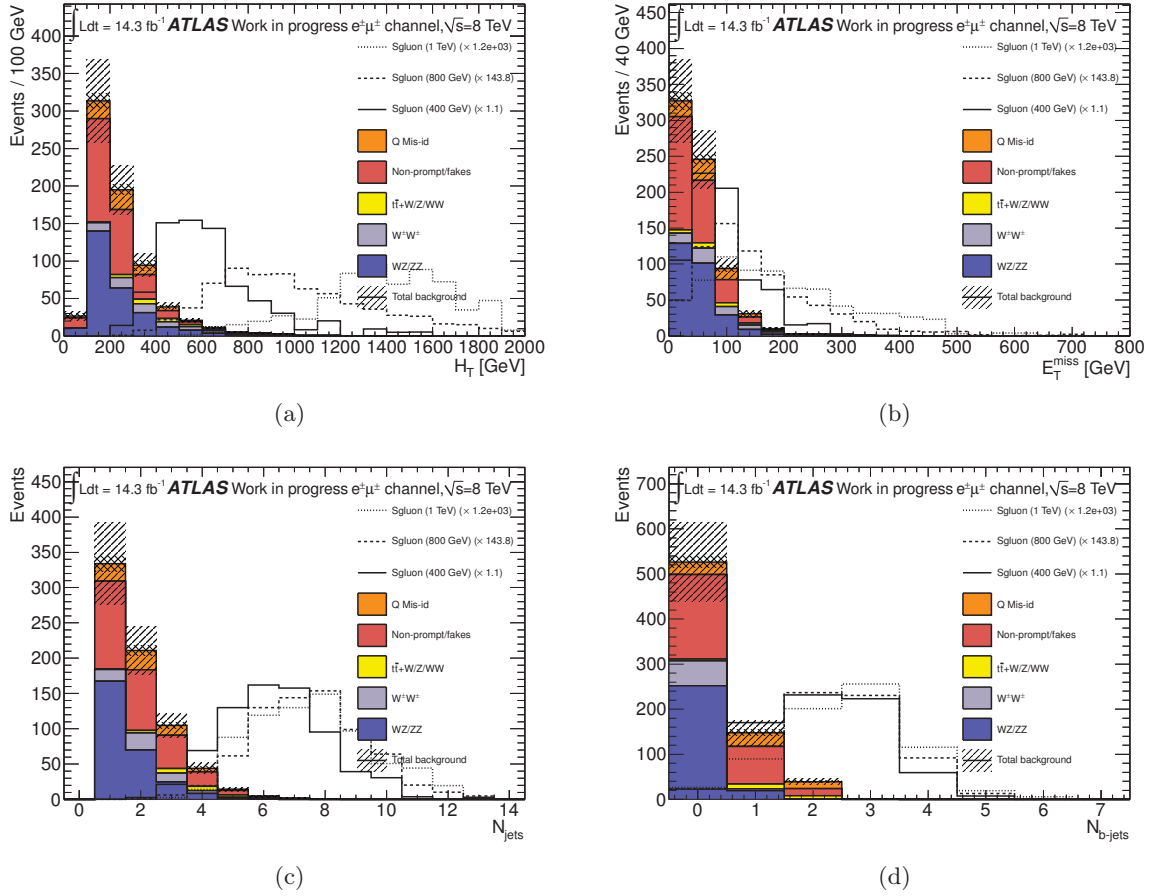 ∫ Ldt = 14.3 fb⁻¹ ATLAS Work in progress e±μ± channel,√s=8 TeV
Sgluon (1 TeV) (× 1.2e+03)
Sgluon (800 GeV) (× 143.8)
Sgluon (400 GeV) (× 1.1)
Q Mis-id
Non-prompt/fakes
tt̄+W/Z/WW
W±W±
WZ/ZZ
Total background
Events / 100 GeV
400
350
300
250
200
150
100
50
0
0 200 400 600 800 1000 1200 1400 1600 1800 2000
H_T [GeV]
(a)
∫ Ldt = 14.3 fb⁻¹ ATLAS Work in progress e±μ± channel,√s=8 TeV
Sgluon (1 TeV) (× 1.2e+03)
Sgluon (800 GeV) (× 143.8)
Sgluon (400 GeV) (× 1.1)
Q Mis-id
Non-prompt/fakes
tt̄+W/Z/WW
W±W±
WZ/ZZ
Total background
Events / 40 GeV
450
400
350
300
250
200
150
100
50
0
0 100 200 300 400 500 600 700 800
E_T^miss [GeV]
(b)
∫ Ldt = 14.3 fb⁻¹ ATLAS Work in progress e±μ± channel,√s=8 TeV
Sgluon (1 TeV) (× 1.2e+03)
Sgluon (800 GeV) (× 143.8)
Sgluon (400 GeV) (× 1.1)
Q Mis-id
Non-prompt/fakes
tt̄+W/Z/WW
W±W±
WZ/ZZ
Total background
Events
450
400
350
300
250
200
150
100
50
0
0 2 4 6 8 10 12 14
N_jets
(c)
∫ Ldt = 14.3 fb⁻¹ ATLAS Work in progress e±μ± channel,√s=8 TeV
Sgluon (1 TeV) (× 1.2e+03)
Sgluon (800 GeV) (× 143.8)
Sgluon (400 GeV) (× 1.1)
Q Mis-id
Non-prompt/fakes
tt̄+W/Z/WW
W±W±
WZ/ZZ
Total background
Events
700
600
500
400
300
200
100
0
0 1 2 3 4 5 6 7
N_b-jets
(d)